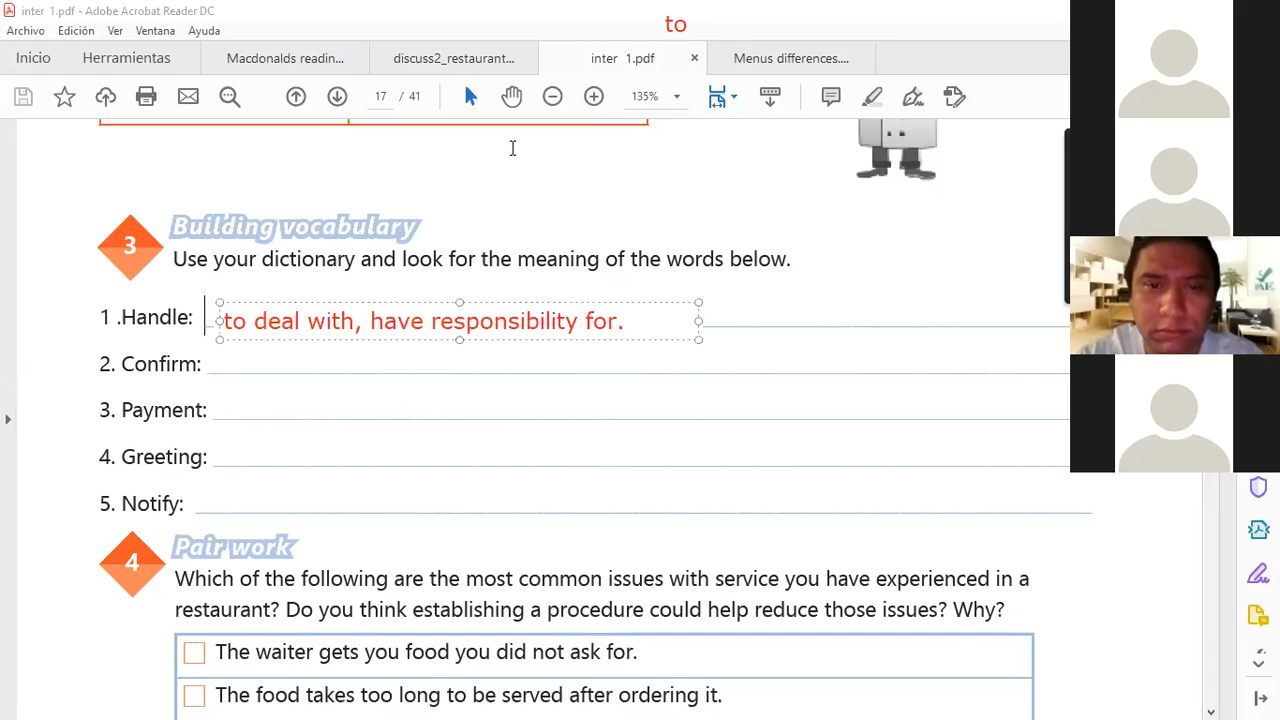 inter 1.pdf - Adobe Acrobat Reader DC
to
Archivo Edición Ver Ventana Ayuda
Inicio Herramientas Macdonalds readin... discuss2_restaurant... inter 1.pdf × Menus differences....
17 / 41 135%
3 Building vocabulary
Use your dictionary and look for the meaning of the words below.
1 .Handle: to deal with, have responsibility for.
2. Confirm:
3. Payment:
4. Greeting:
5. Notify:
4 Pair work
Which of the following are the most common issues with service you have experienced in a
restaurant? Do you think establishing a procedure could help reduce those issues? Why?
The waiter gets you food you did not ask for.
The food takes too long to be served after ordering it.